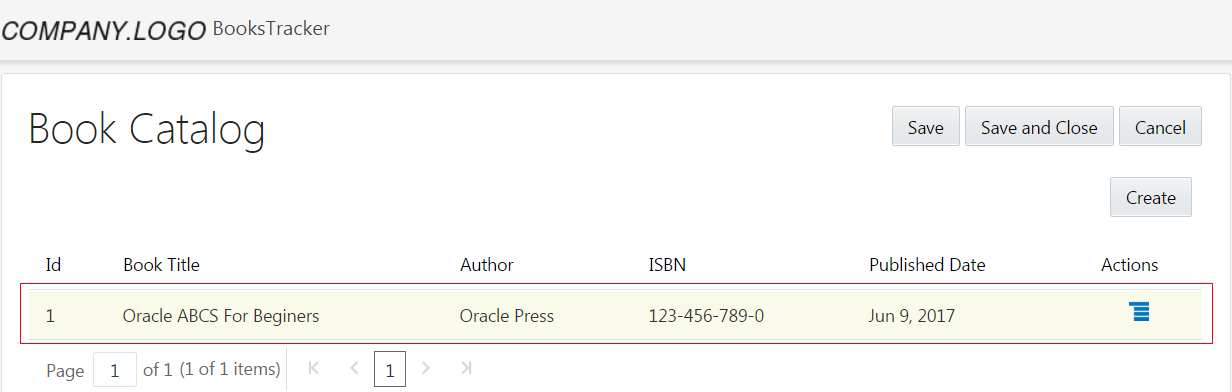 COMPANY.LOGO BooksTracker
Book Catalog
Save Save and Close Cancel
Create
Id Book Title Author ISBN Published Date Actions
1 Oracle ABCS For Beginers Oracle Press 123-456-789-0 Jun 9, 2017
Page 1 of 1 (1 of 1 items) 1